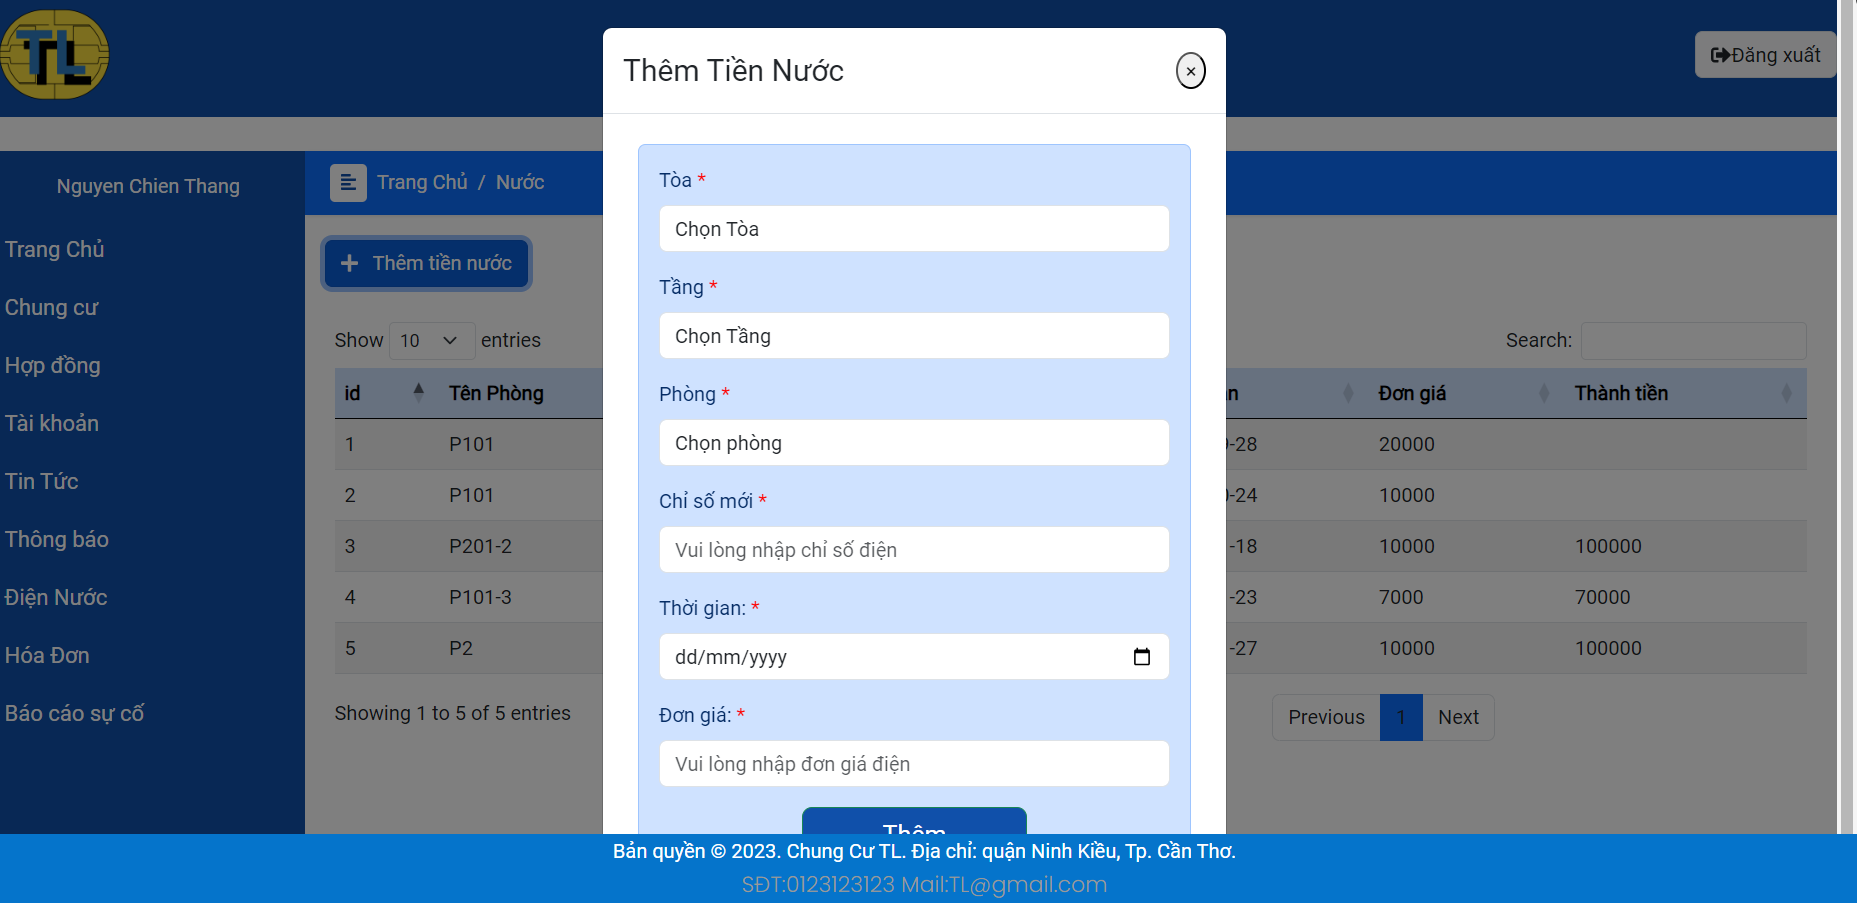 TL
Thêm Tiền Nước
×
Đăng xuất
Nguyen Chien Thang
Trang Chủ / Nước
Trang Chủ
Chung cư
Hợp đồng
Tài khoản
Tin Tức
Thông báo
Điện Nước
Hóa Đơn
Báo cáo sự cố
Thêm tiền nước
Show 10 entries
Search:
id Tên Phòng Đơn giá Thành tiền
1 P101 -28 20000
2 P101 -24 10000
3 P201-2 -18 10000 100000
4 P101-3 -23 7000 70000
5 P2 -27 10000 100000
Showing 1 to 5 of 5 entries
Previous 1 Next
Tòa *
Chọn Tòa
Tầng *
Chọn Tầng
Phòng *
Chọn phòng
Chỉ số mới *
Vui lòng nhập chỉ số điện
Thời gian: *
dd/mm/yyyy
Đơn giá: *
Vui lòng nhập đơn giá điện
Thêm
Bản quyền © 2023. Chung Cư TL. Địa chỉ: quận Ninh Kiều, Tp. Cần Thơ.
SĐT:0123123123 Mail:TL@gmail.com